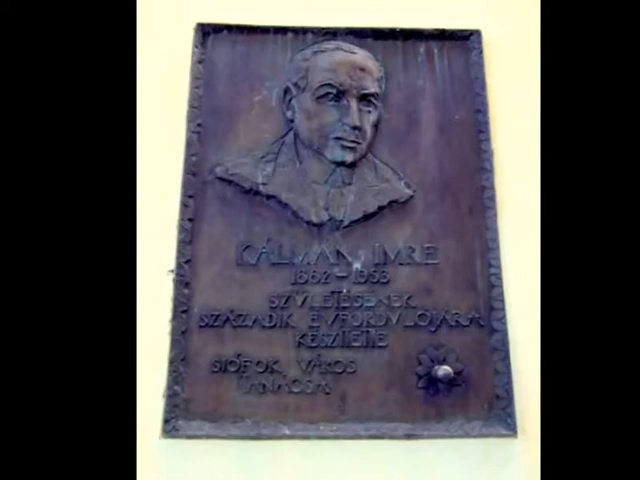 KÁLMÁN IMRE
1882-1953
SZÜLETÉSÉNEK
SZÁZADIK ÉVFORDULÓJÁRA
KÉSZÍTETTE
SIÓFOK VÁROS
TANÁCSA